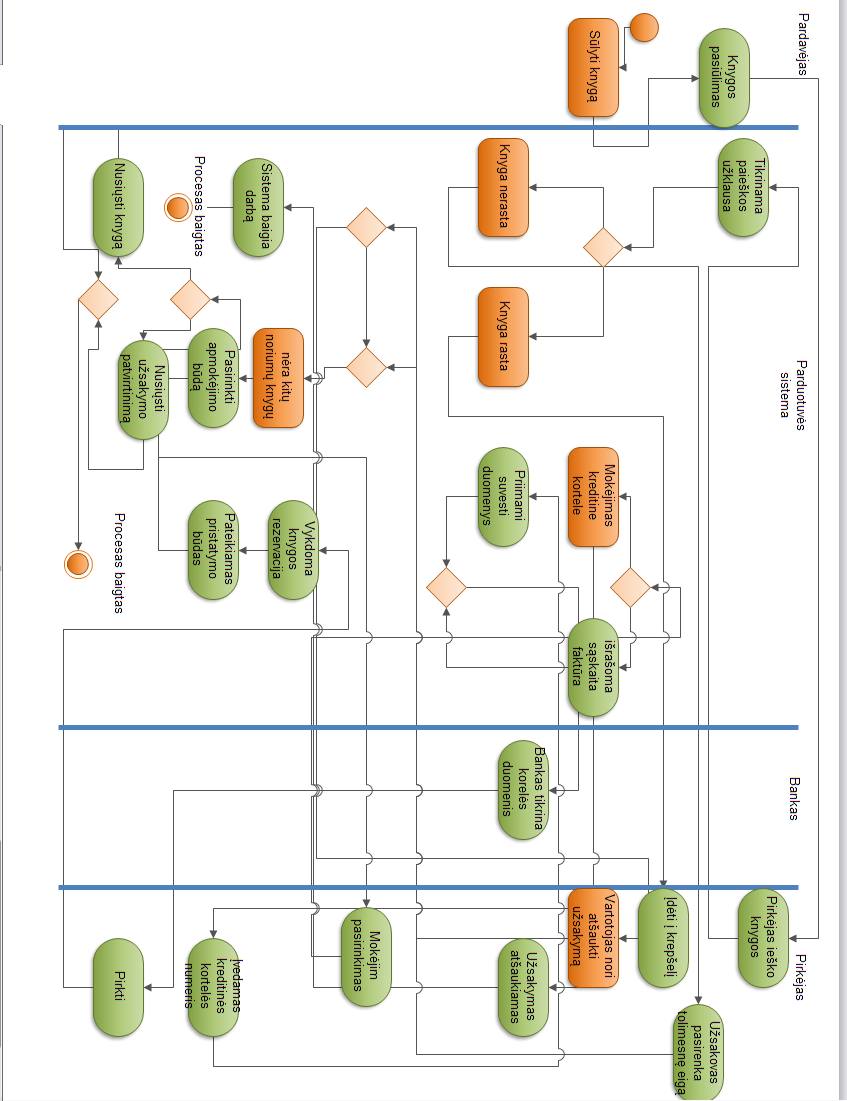 Pardavėjas
Knygos
pasiūlimas
Sūlyti knygą
Parduotuvės
sistema
Tikrinama
paieškos
užklausa
Knyga nerasta
Knyga rasta
Mokėjimas
kreditine
kortele
Priimami
suvesti
duomenys
išrašoma
sąskaita
faktūra
Sistema baigia
darbą
Procesas baigtas
Nusiųsti knygą
nėra kitų
noriumų knygų
Pasirinkti
apmokėjimo
būdą
Nusiųsti
užsakymo
patvirtinimą
Vykdoma
knygos
rezervacija
Pateikiamas
pristatymo
būdas
Procesas baigtas
Bankas
Bankas tikrina
korelės
duomenis
Pirkėjas
Pirkėjas ieško
knygos
Įdėti į krepšelį
Vartotojas nori
atšaukti
užsakymą
Užsakymas
atšaukiamas
Užsakovas
pasirenka
tolimesnę eigą
Mokėjim
pasirinkimas
Įvedamas
kreditinės
kortelės
numeris
Pirkti